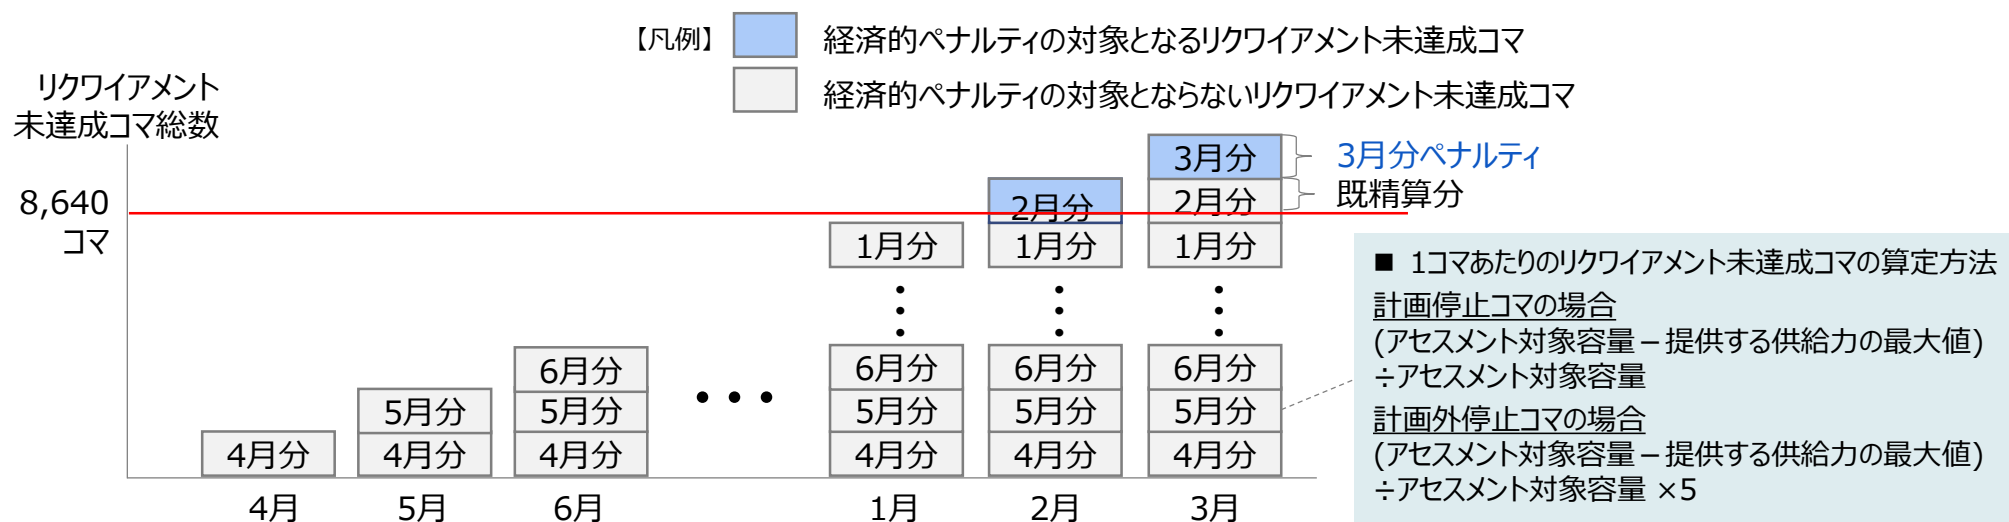 【凡例】
経済的ペナルティの対象となるリクワイアメント未達成コマ
経済的ペナルティの対象とならないリクワイアメント未達成コマ
リクワイアメント
未達成コマ総数
8,640
コマ
3月分
3月分ペナルティ
2月分
2月分
既精算分
1月分
1月分
1月分
6月分
6月分
6月分
6月分
5月分
5月分
5月分
5月分
5月分
4月分
4月分
4月分
4月分
4月分
4月分
4月
5月
6月
1月
2月
3月
■ 1コマあたりのリクワイアメント未達成コマの算定方法
計画停止コマの場合
(アセスメント対象容量－提供する供給力の最大値)
÷アセスメント対象容量
計画外停止コマの場合
(アセスメント対象容量－提供する供給力の最大値)
÷アセスメント対象容量 ×5